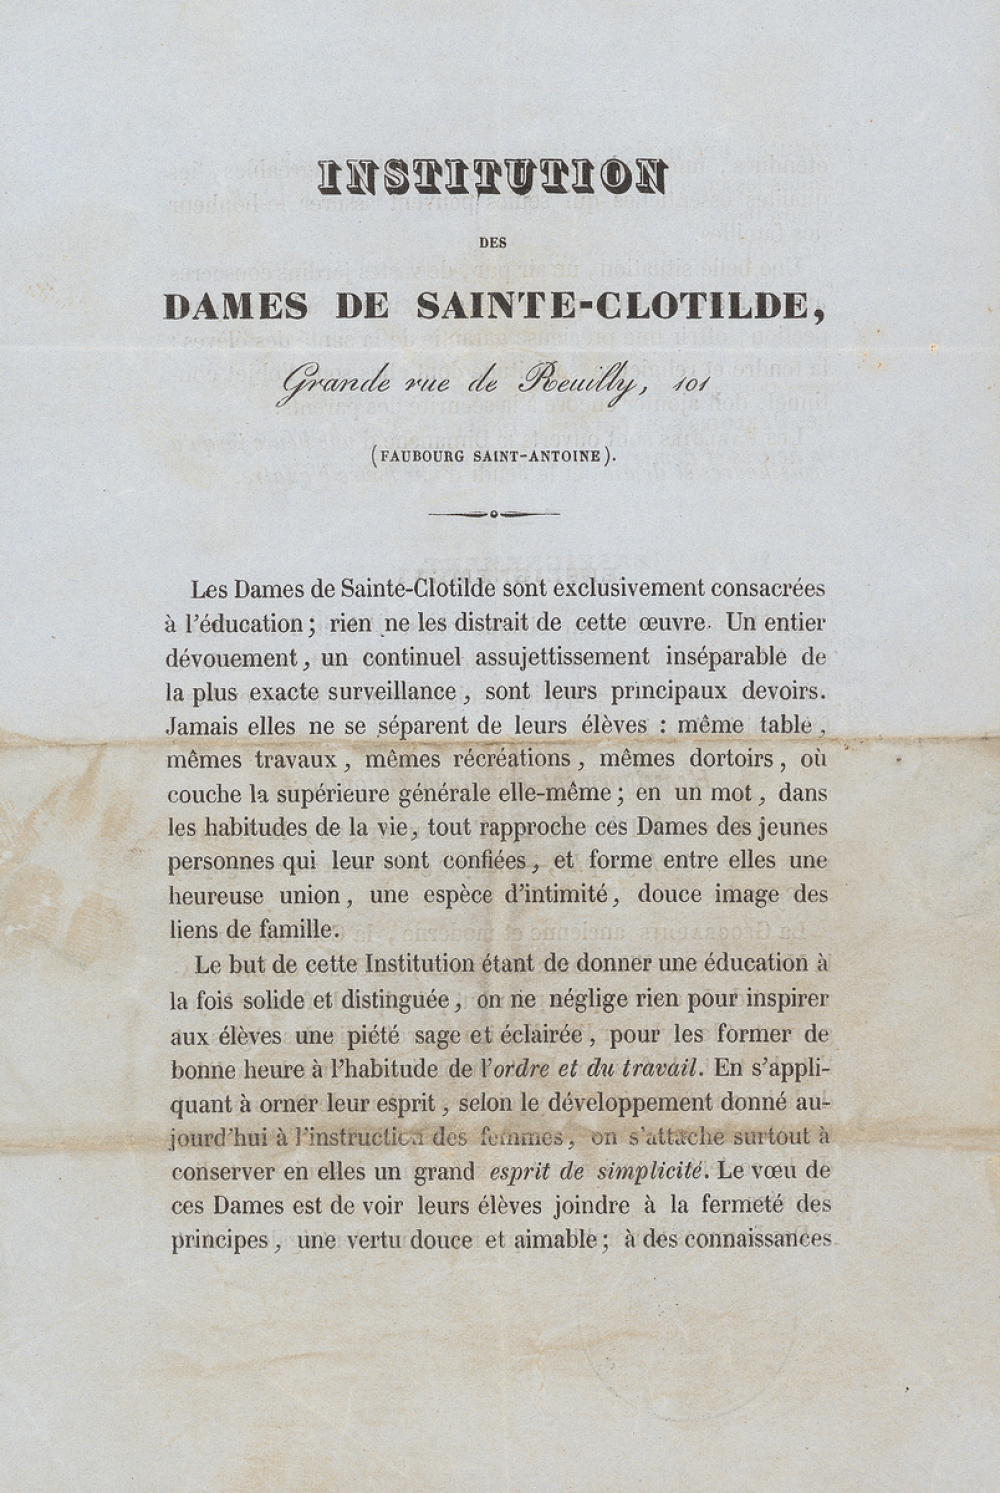 INSTITUTION
DES
DAMES DE SAINTE-CLOTILDE,
Grande rue de Reuilly, 101
(FAUBOURG SAINT-ANTOINE).
Les Dames de Sainte-Clotilde sont exclusivement consacrées
à l'éducation; rien ne les distrait de cette œuvre. Un entier
dévouement, un continuel assujettissement inséparable de
la plus exacte surveillance, sont leurs principaux devoirs.
Jamais elles ne se séparent de leurs élèves : même table,
mêmes travaux, mêmes récréations, mêmes dortoirs, où
couche la supérieure générale elle-même; en un mot, dans
les habitudes de la vie, tout rapproche ces Dames des jeunes
personnes qui leur sont confiées, et forme entre elles une
heureuse union, une espèce d'intimité, douce image des
liens de famille.
Le but de cette Institution étant de donner une éducation à
la fois solide et distinguée, on ne néglige rien pour inspirer
aux élèves une piété sage et éclairée, pour les former de
bonne heure à l'habitude de l'ordre et du travail. En s'appli-
quant à orner leur esprit, selon le développement donné au-
jourd'hui à l'instruction des femmes, on s'attache surtout à
conserver en elles un grand esprit de simplicité. Le vœu de
ces Dames est de voir leurs élèves joindre à la fermeté des
principes, une vertu douce et aimable; à des connaissances